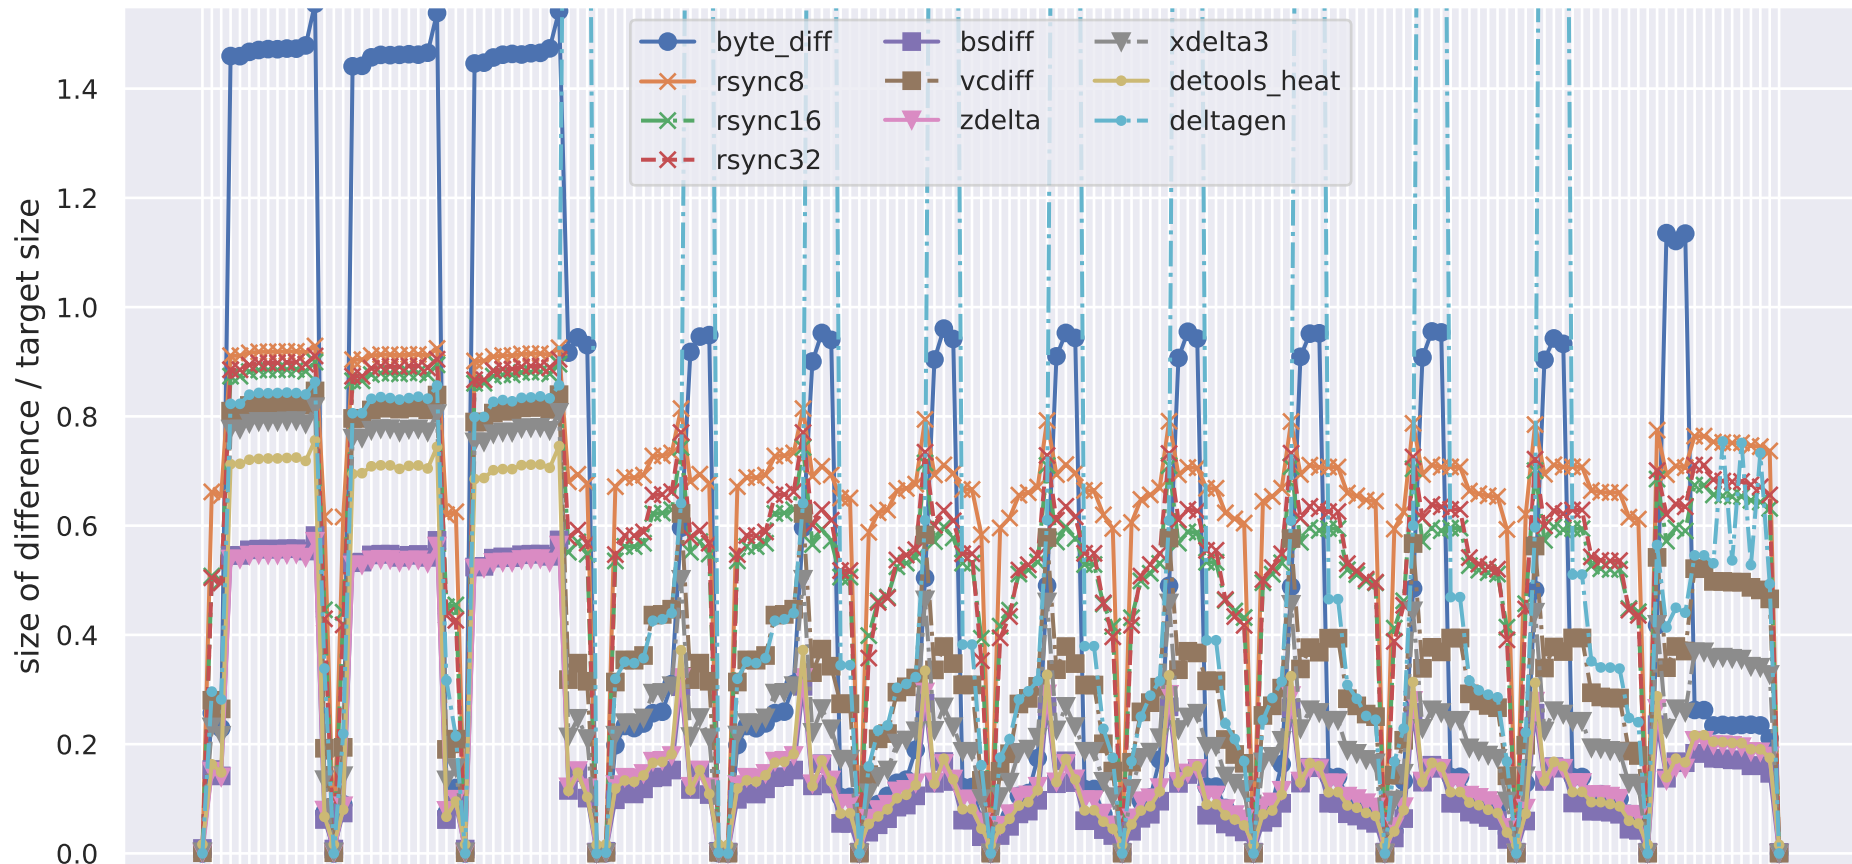 size of difference / target size
1.4
1.2
1.0
0.8
0.6
0.4
0.2
0.0
byte_diff
rsync8
rsync16
rsync32
bsdiff
vcdiff
zdelta
xdelta3
detools_heat
deltagen